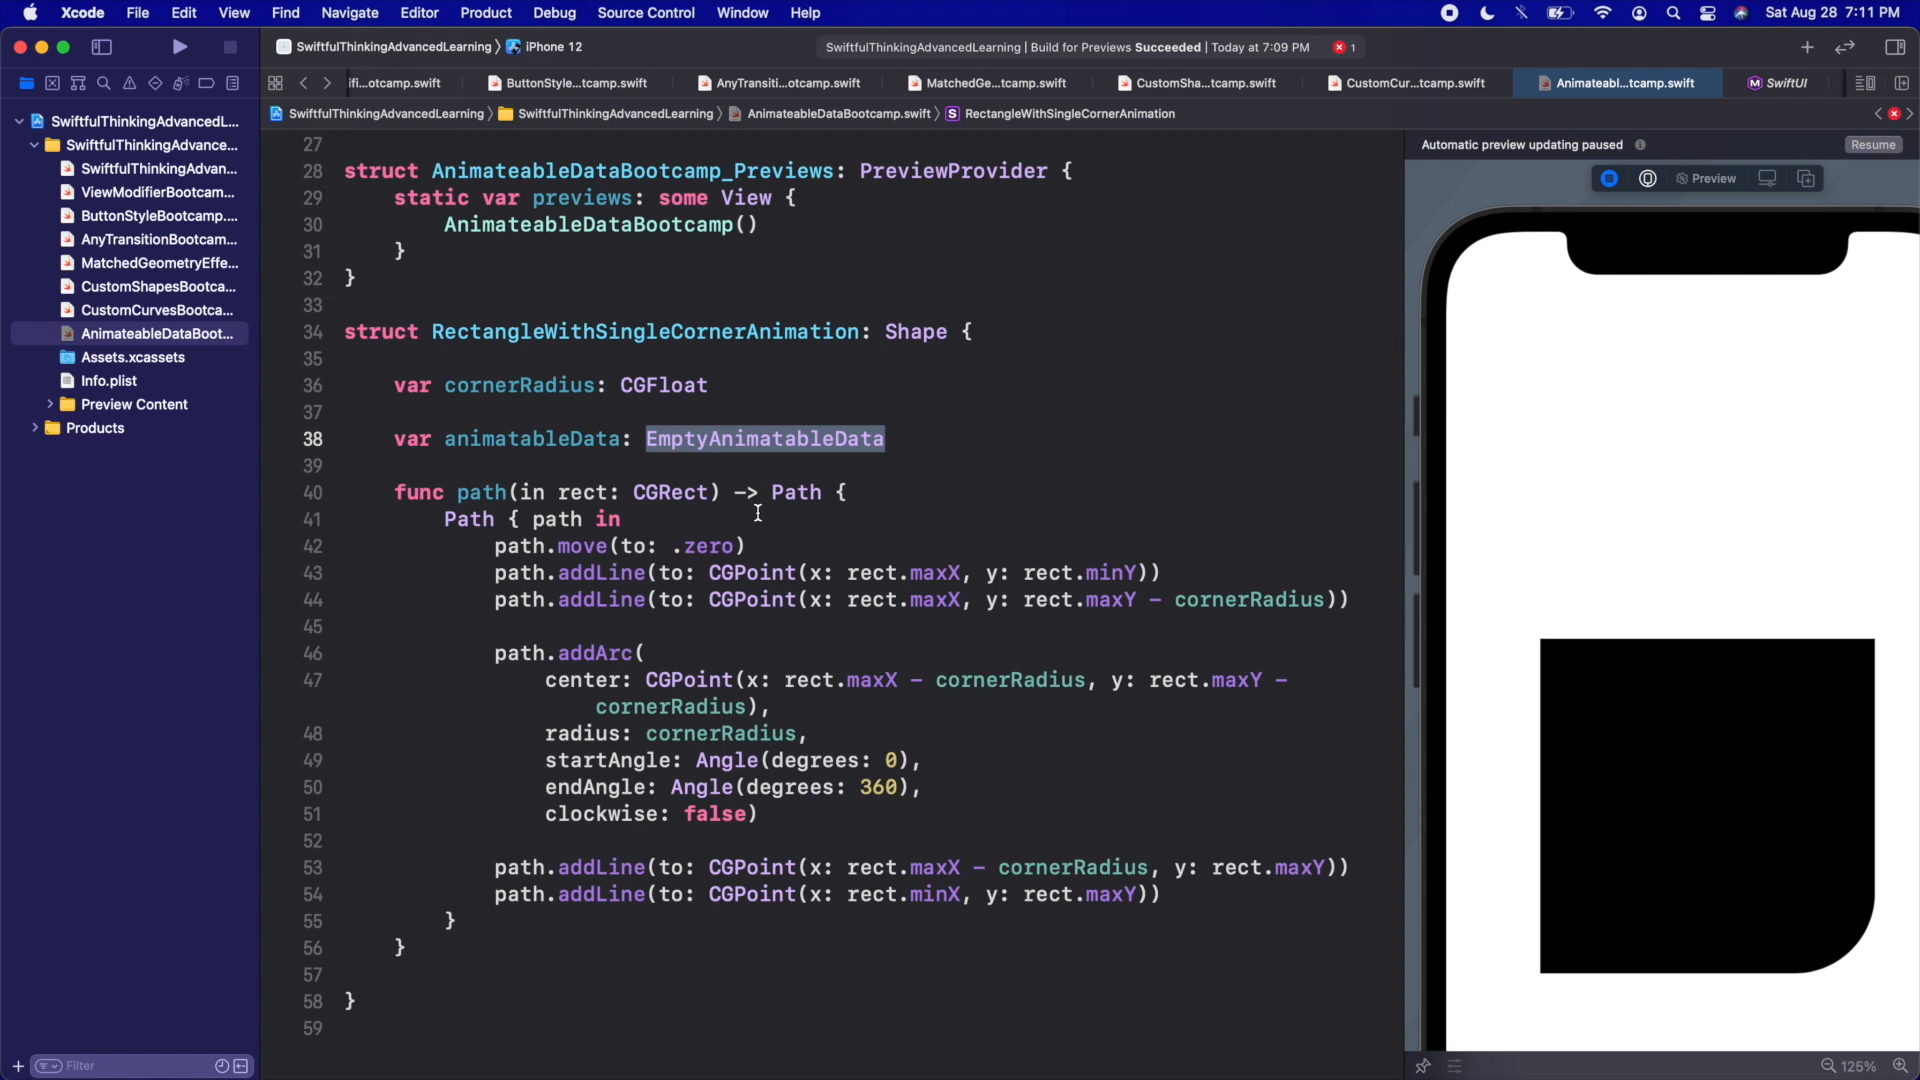 Xcode File Edit View Find Navigate Editor Product Debug Source Control Window Help Sat Aug 28 7:11 PM
SwiftfulThinkingAdvancedLearning 〉 iPhone 12 SwiftfulThinkingAdvancedLearning | Build for Previews Succeeded | Today at 7:09 PM 1
ifi...otcamp.swift ButtonStyle...tcamp.swift AnyTransiti...otcamp.swift MatchedGe...tcamp.swift CustomSha...tcamp.swift CustomCur...tcamp.swift Animateabl...tcamp.swift SwiftUI
SwiftfulThinkingAdvancedLearning 〉 SwiftfulThinkingAdvancedLearning 〉 AnimateableDataBootcamp.swift 〉 S RectangleWithSingleCornerAnimation
SwiftfulThinkingAdvancedL...
SwiftfulThinkingAdvance...
SwiftfulThinkingAdvan...
ViewModifierBootcam...
ButtonStyleBootcamp....
AnyTransitionBootcam...
MatchedGeometryEffe...
CustomShapesBootca...
CustomCurvesBootca...
AnimateableDataBoot...
Assets.xcassets
Info.plist
Preview Content
Products
Filter
27
28 struct AnimateableDataBootcamp_Previews: PreviewProvider {
29 static var previews: some View {
30 AnimateableDataBootcamp()
31 }
32 }
33
34 struct RectangleWithSingleCornerAnimation: Shape {
35
36 var cornerRadius: CGFloat
37
38 var animatableData: EmptyAnimatableData
39
40 func path(in rect: CGRect) -> Path {
41 Path { path in
42 path.move(to: .zero)
43 path.addLine(to: CGPoint(x: rect.maxX, y: rect.minY))
44 path.addLine(to: CGPoint(x: rect.maxX, y: rect.maxY - cornerRadius))
45
46 path.addArc(
47 center: CGPoint(x: rect.maxX - cornerRadius, y: rect.maxY -
cornerRadius),
48 radius: cornerRadius,
49 startAngle: Angle(degrees: 0),
50 endAngle: Angle(degrees: 360),
51 clockwise: false)
52
53 path.addLine(to: CGPoint(x: rect.maxX - cornerRadius, y: rect.maxY))
54 path.addLine(to: CGPoint(x: rect.minX, y: rect.maxY))
55 }
56 }
57
58 }
59
Automatic preview updating paused Resume
Preview
125%